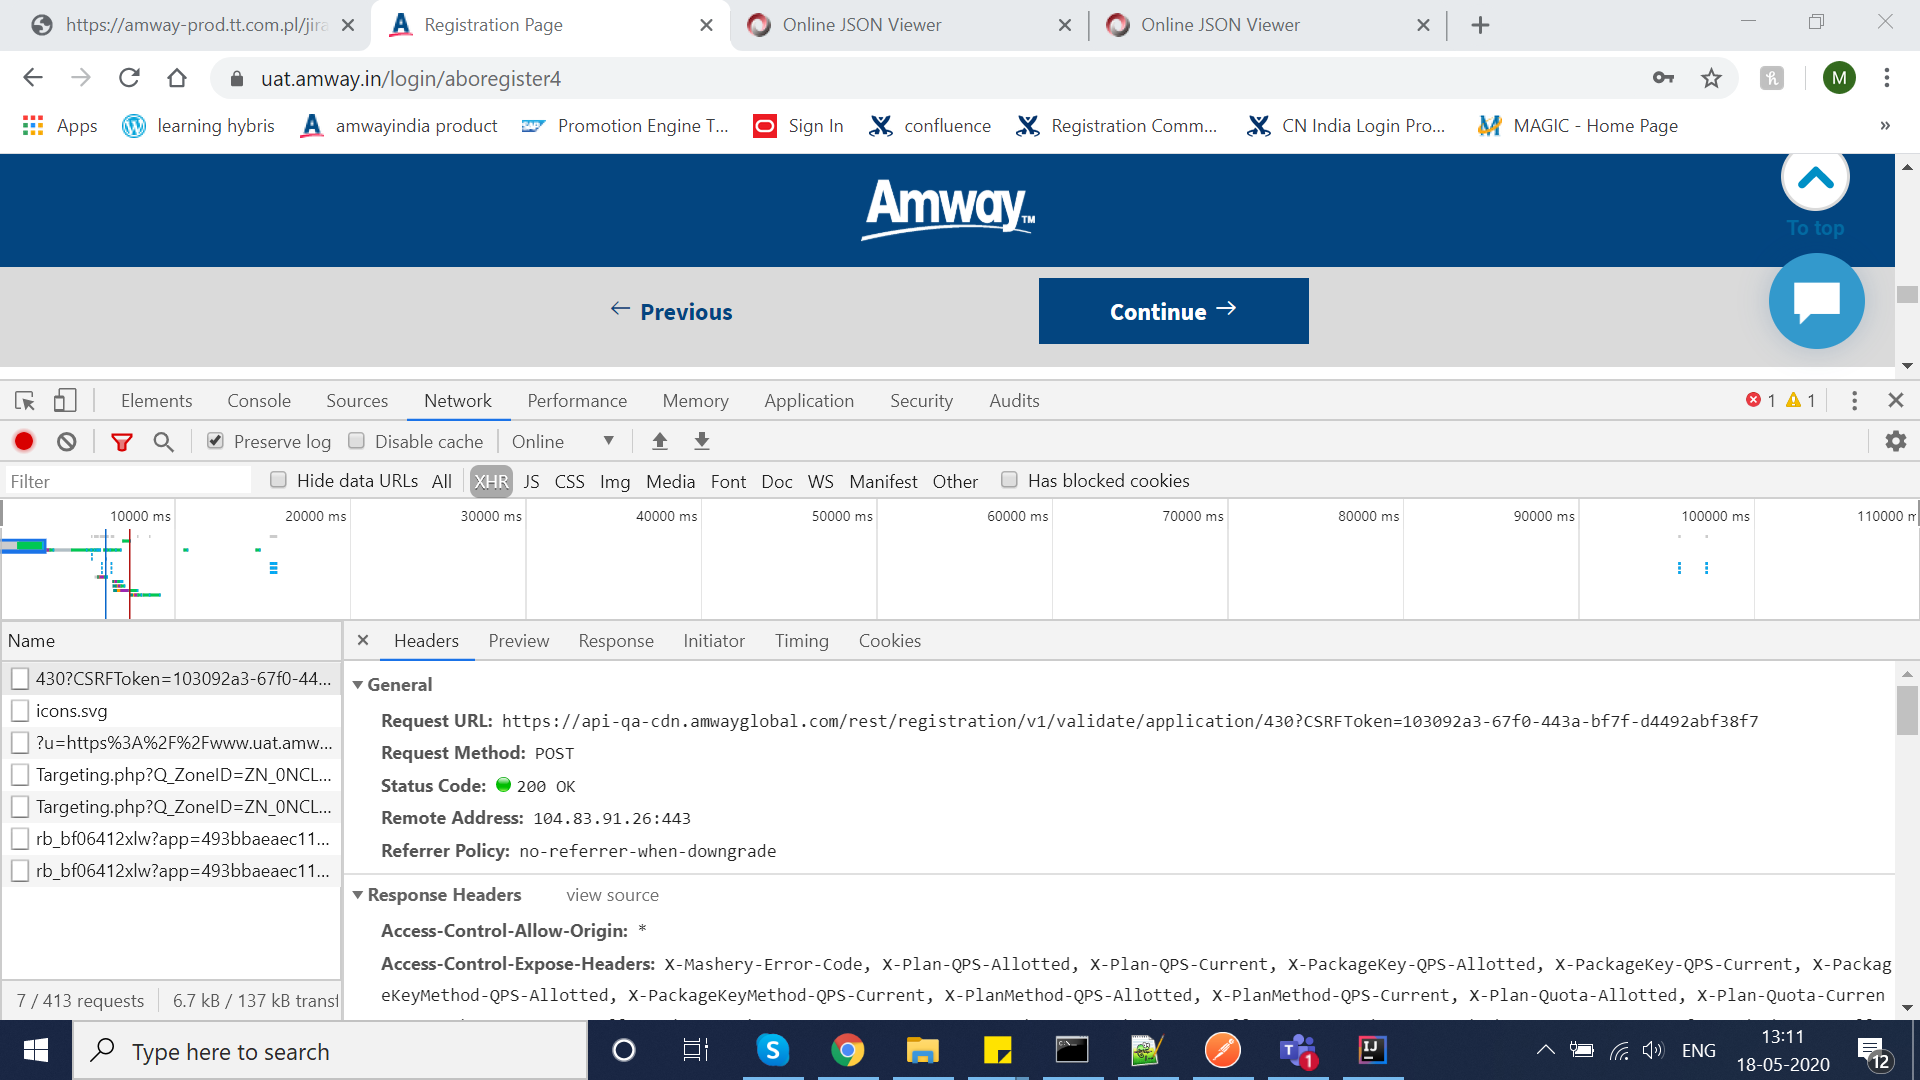 https://amway-prod.tt.com.pl/jira
Registration Page
Online JSON Viewer
Online JSON Viewer
uat.amway.in/login/aboregister4
M
Apps
learning hybris
amwayindia product
Promotion Engine T...
Sign In
confluence
Registration Comm...
CN India Login Pro...
MAGIC - Home Page
»
Amway™
To top
Previous
Continue
Elements Console Sources Network Performance Memory Application Security Audits 1 1
Preserve log Disable cache Online
Filter Hide data URLs All XHR JS CSS Img Media Font Doc WS Manifest Other Has blocked cookies
10000 ms 20000 ms 30000 ms 40000 ms 50000 ms 60000 ms 70000 ms 80000 ms 90000 ms 100000 ms 110000 m
Name
430?CSRFToken=103092a3-67f0-44...
icons.svg
?u=https%3A%2F%2Fwww.uat.amw...
Targeting.php?Q_ZoneID=ZN_0NCL...
Targeting.php?Q_ZoneID=ZN_0NCL...
rb_bf06412xlw?app=493bbaeaec11...
rb_bf06412xlw?app=493bbaeaec11...
7 / 413 requests 6.7 kB / 137 kB transf
Headers Preview Response Initiator Timing Cookies
General
Request URL: https://api-qa-cdn.amwayglobal.com/rest/registration/v1/validate/application/430?CSRFToken=103092a3-67f0-443a-bf7f-d4492abf38f7
Request Method: POST
Status Code: 200 OK
Remote Address: 104.83.91.26:443
Referrer Policy: no-referrer-when-downgrade
Response Headers view source
Access-Control-Allow-Origin: *
Access-Control-Expose-Headers: X-Mashery-Error-Code, X-Plan-QPS-Allotted, X-Plan-QPS-Current, X-PackageKey-QPS-Allotted, X-PackageKey-QPS-Current, X-Packag
eKeyMethod-QPS-Allotted, X-PackageKeyMethod-QPS-Current, X-PlanMethod-QPS-Allotted, X-PlanMethod-QPS-Current, X-Plan-Quota-Allotted, X-Plan-Quota-Curren
Type here to search
1
ENG
13:11
18-05-2020
12